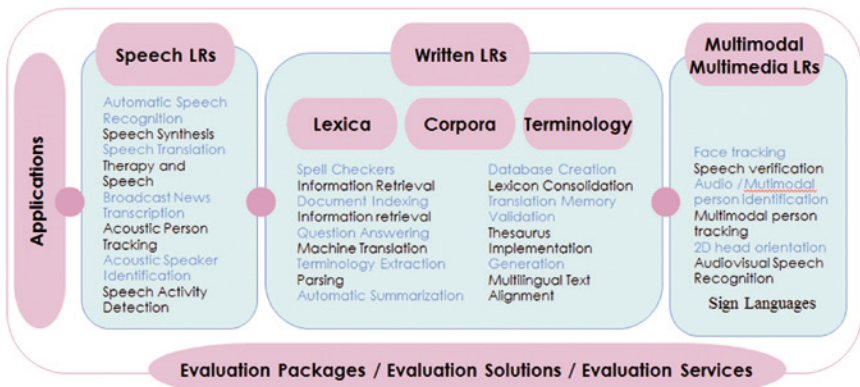 Applications
Speech LRs
Automatic Speech
Recognition
Speech Synthesis
Speech Translation
Therapy and
Speech
Broadcast News
Transcription
Acoustic Person
Tracking
Acoustic Speaker
Identification
Speech Activity
Detection
Written LRs
Lexica
Corpora
Terminology
Spell Checkers
Information Retrieval
Document Indexing
Information retrieval
Question Answering
Machine Translation
Terminology Extraction
Parsing
Automatic Summarization
Database Creation
Lexicon Consolidation
Translation Memory
Validation
Thesaurus
Implementation
Generation
Multilingual Text
Alignment
Multimodal
Multimedia LRs
Face tracking
Speech verification
Audio / Mutimodal
person identification
Multimodal person
tracking
2D head orientation
Audiovisual Speech
Recognition
Sign Languages
Evaluation Packages / Evaluation Solutions / Evaluation Services